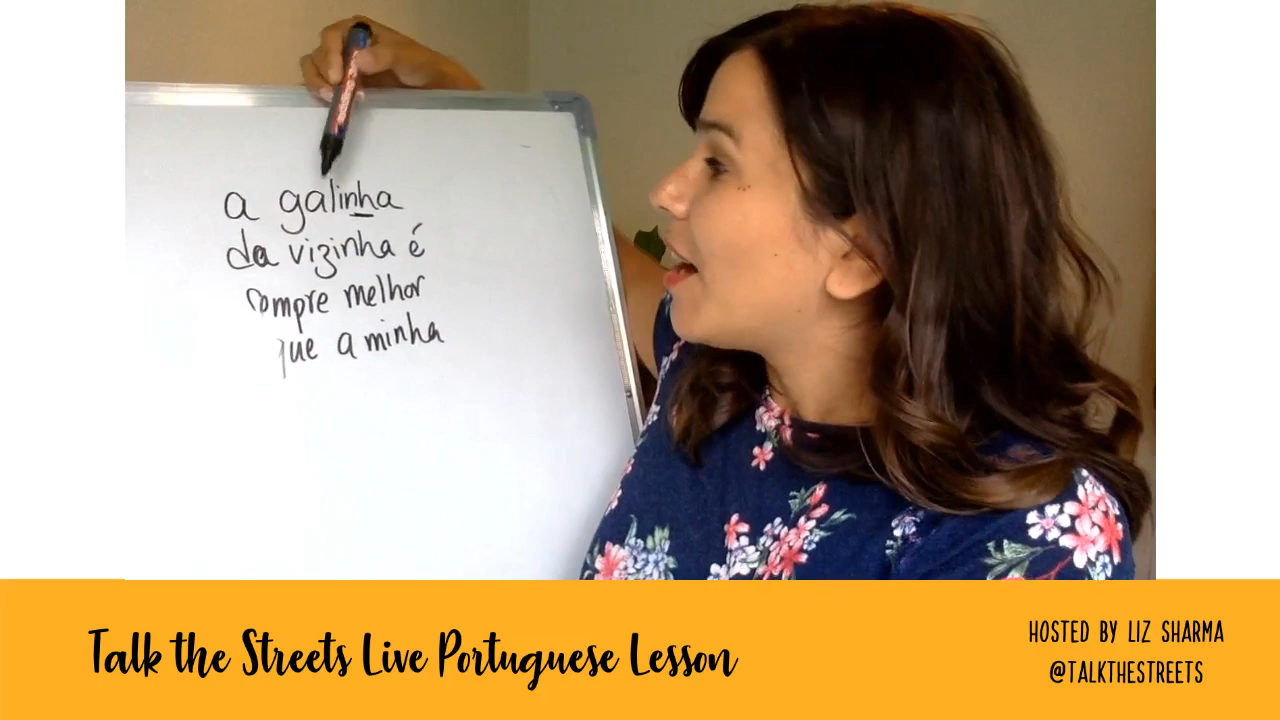 a galinha
da vizinha é
sempre melhor
que a minha
Talk the Streets Live Portuguese Lesson
HOSTED BY LIZ SHARMA
@TALKTHESTREETS